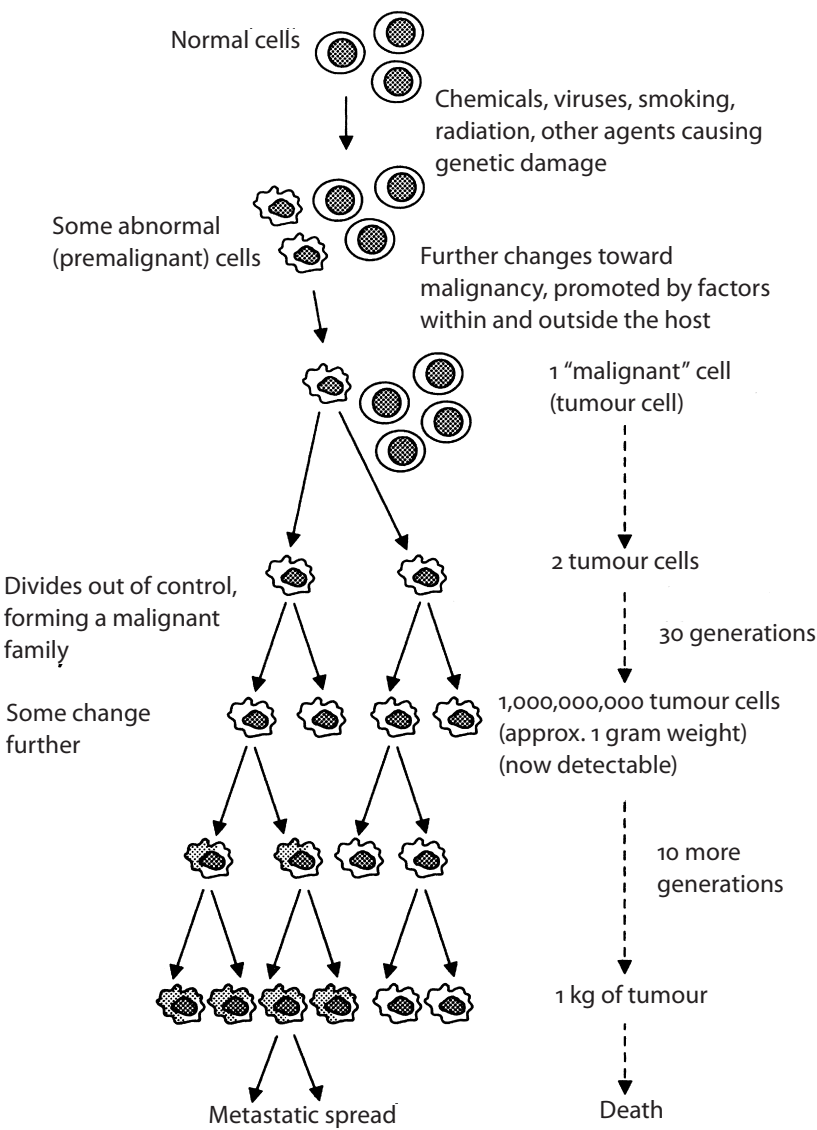 Normal cells
Chemicals, viruses, smoking,
radiation, other agents causing
genetic damage
Some abnormal
(premalignant) cells
Further changes toward
malignancy, promoted by factors
within and outside the host
1 “malignant” cell
(tumour cell)
2 tumour cells
Divides out of control,
forming a malignant
family
30 generations
Some change
further
1,000,000,000 tumour cells
(approx. 1 gram weight)
(now detectable)
10 more
generations
1 kg of tumour
Metastatic spread
Death